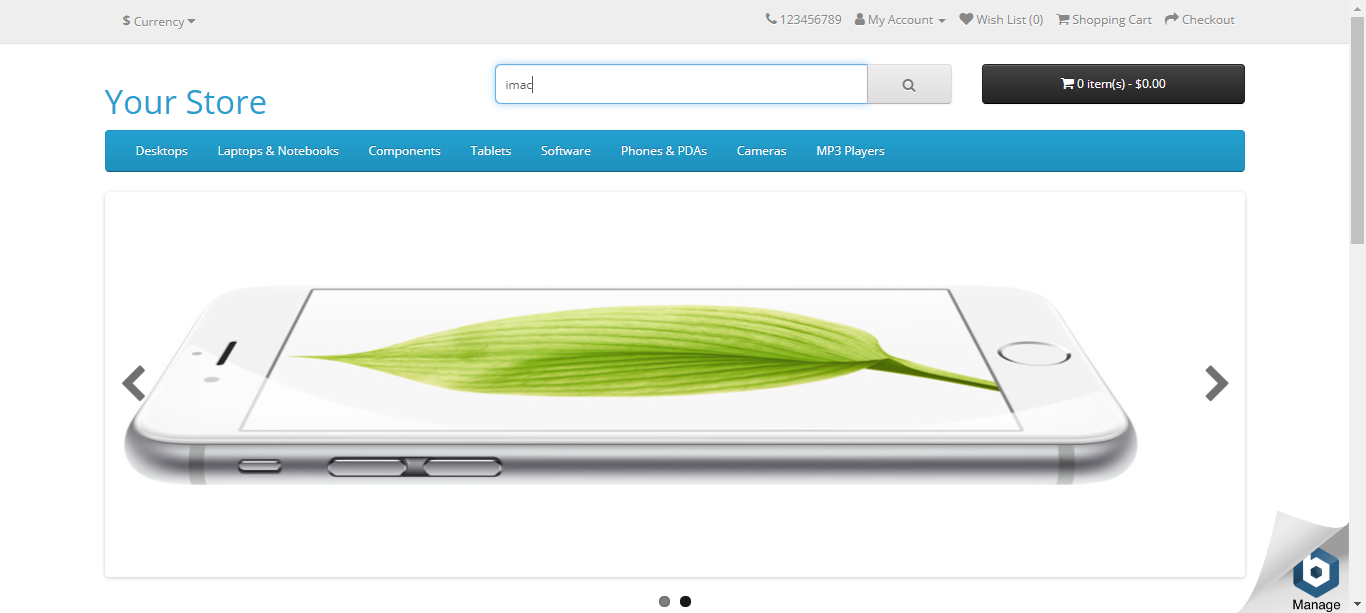 $ Currency 123456789 My Account Wish List (0) Shopping Cart Checkout
Your Store
imac
0 item(s) - $0.00
Desktops Laptops & Notebooks Components Tablets Software Phones & PDAs Cameras MP3 Players
Manage